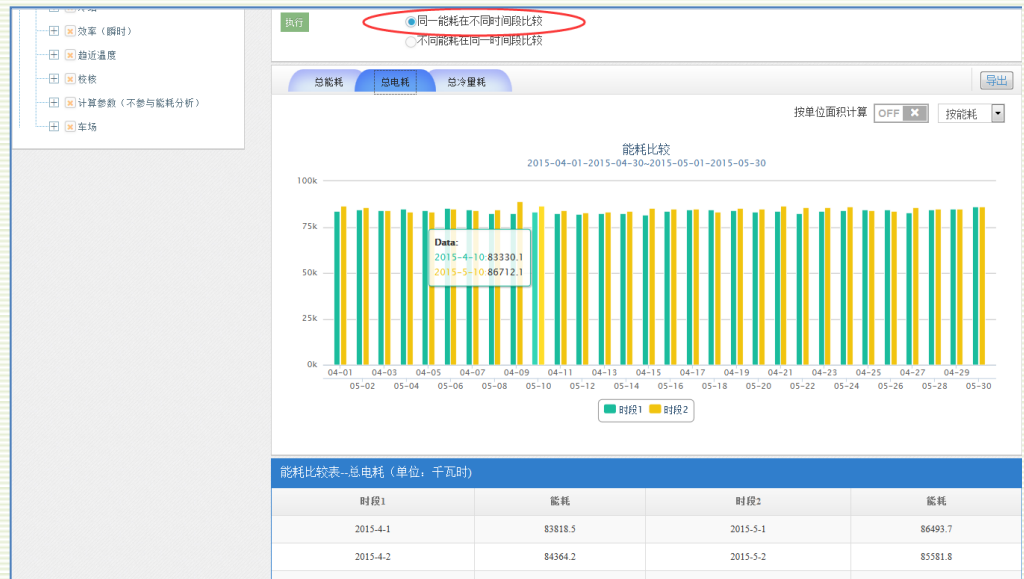 效率（瞬时）
趋近温度
校核
计算参数（不参与能耗分析）
车场
执行
同一能耗在不同时间段比较
不同能耗在同一时间段比较
总能耗 总电耗 总冷量耗
导出
按单位面积计算 OFF 按能耗
能耗比较
2015-04-01-2015-04-30~2015-05-01-2015-05-30
100k
75k
50k
25k
0k
Data:
2015-4-10:83330.1
2015-5-10:86712.1
04-01 04-03 04-05 04-07 04-09 04-11 04-13 04-15 04-17 04-19 04-21 04-23 04-25 04-27 04-29
05-02 05-04 05-06 05-08 05-10 05-12 05-14 05-16 05-18 05-20 05-22 05-24 05-26 05-28 05-30
时段1 时段2
能耗比较表--总电耗（单位：千瓦时）
时段1 能耗 时段2 能耗
2015-4-1 83818.5 2015-5-1 86493.7
2015-4-2 84364.2 2015-5-2 85581.8